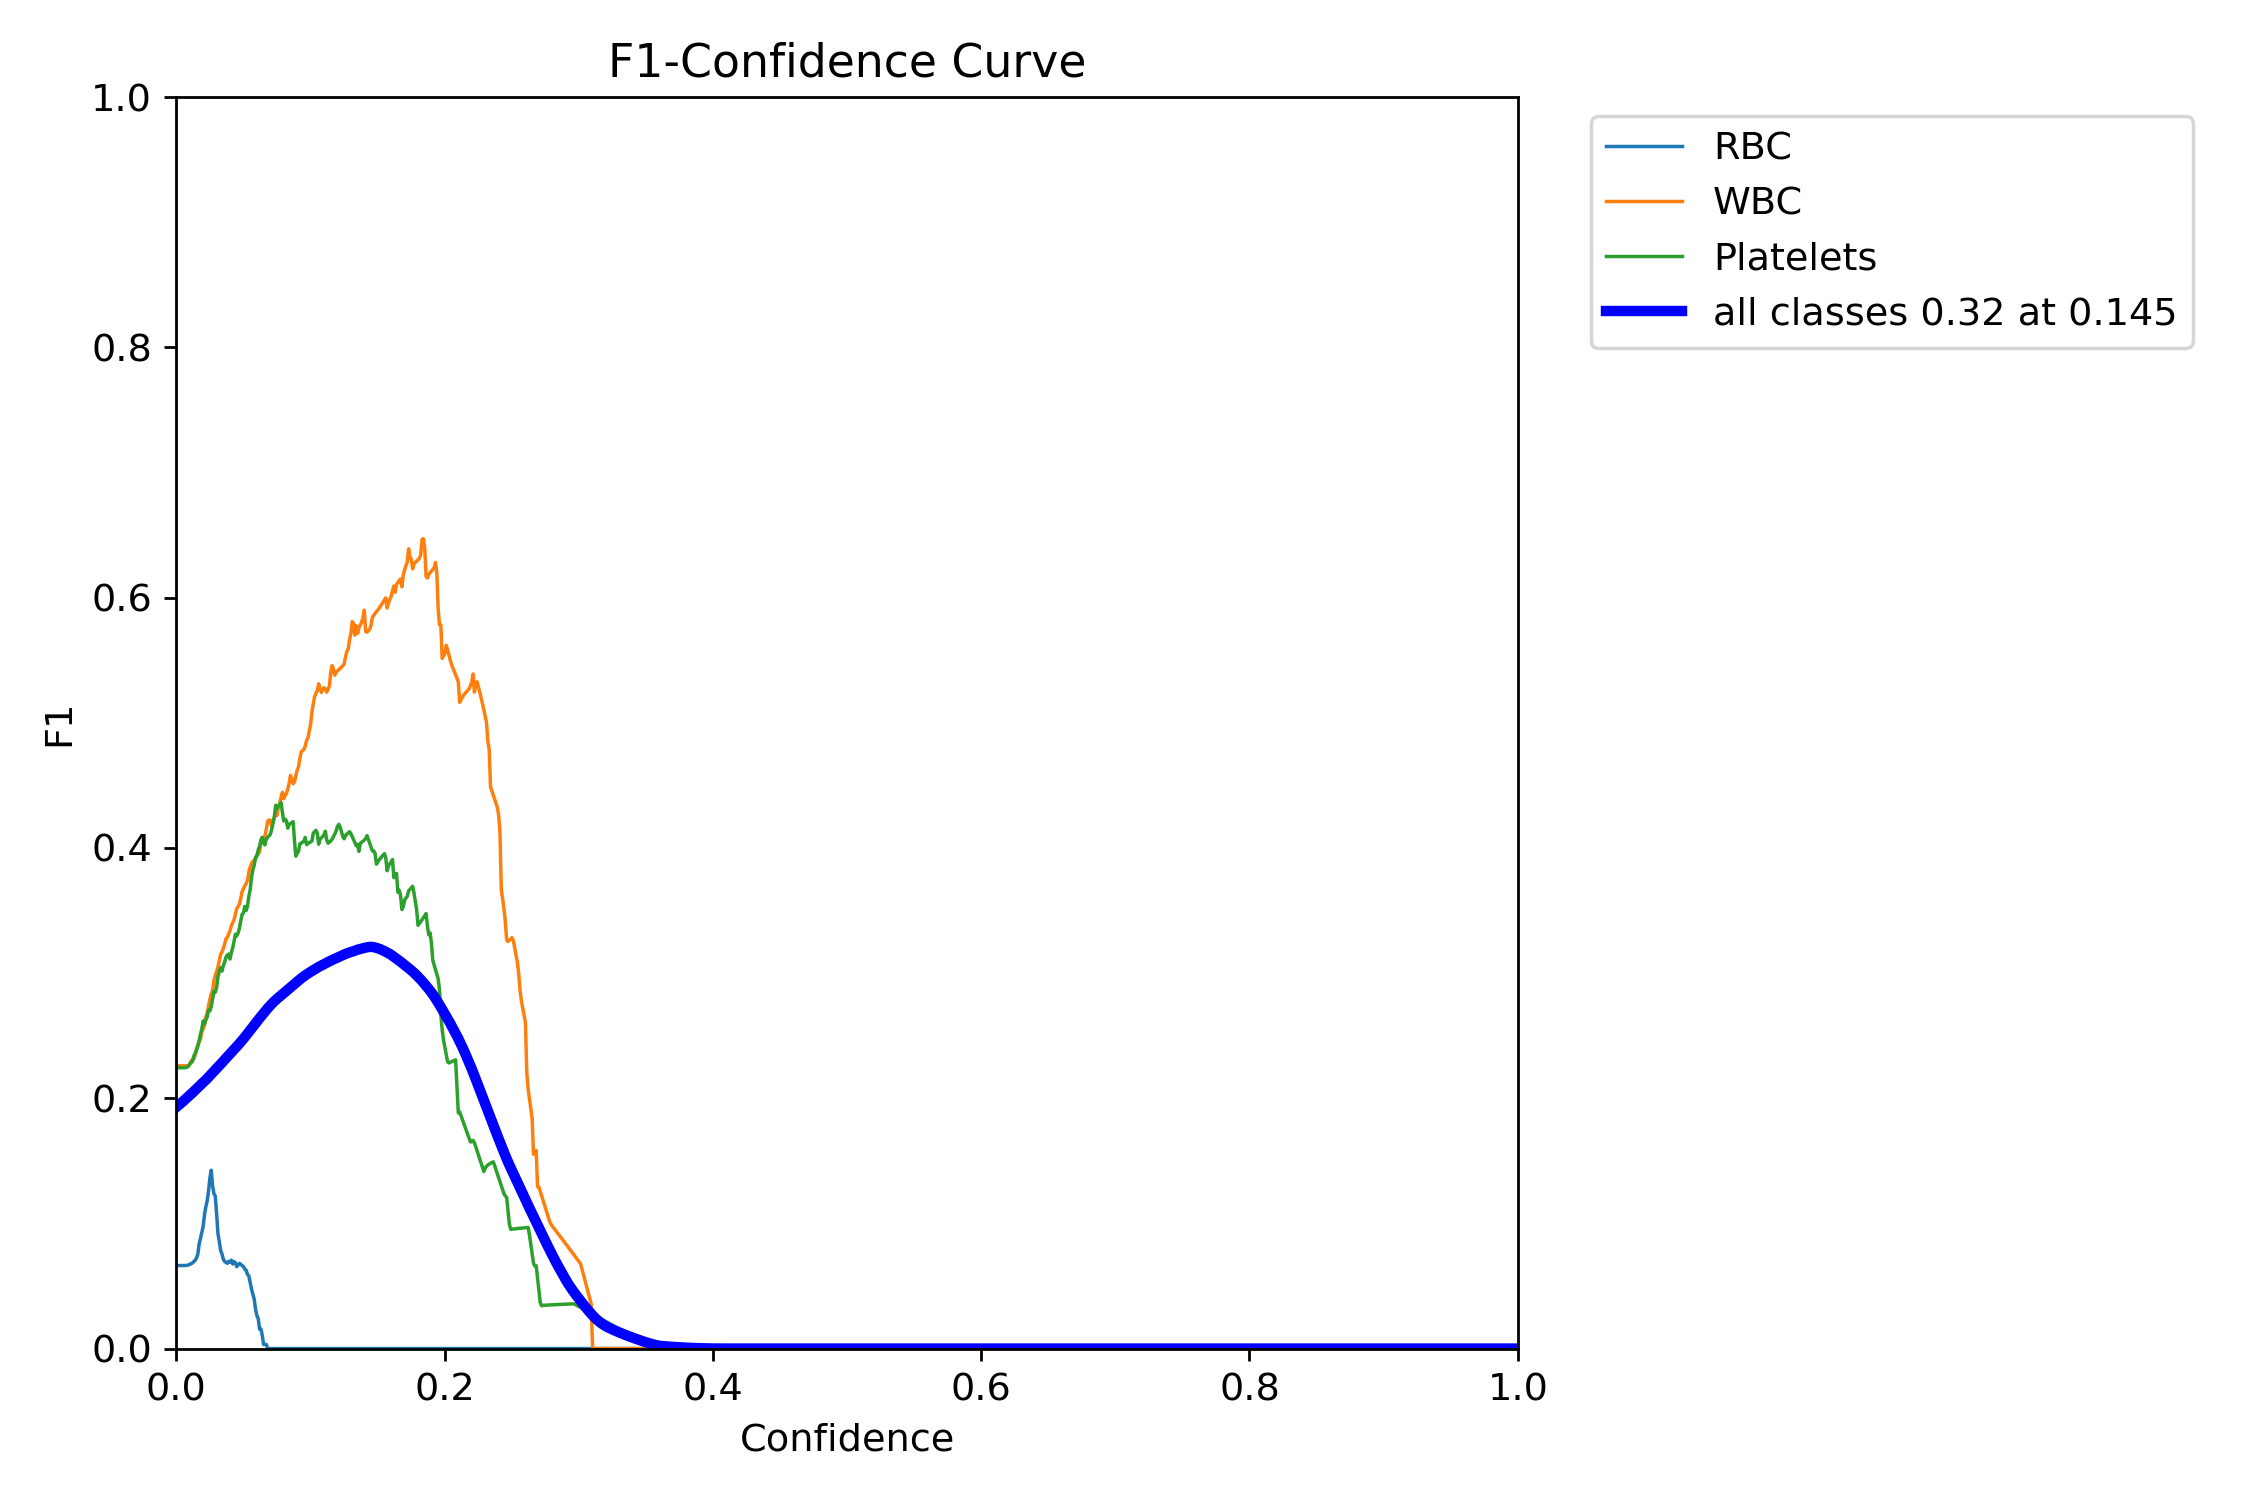 F1-Confidence Curve
1.0
0.8
0.6
0.4
0.2
0.0
F1
0.0 0.2 0.4 0.6 0.8 1.0
Confidence
RBC
WBC
Platelets
all classes 0.32 at 0.145